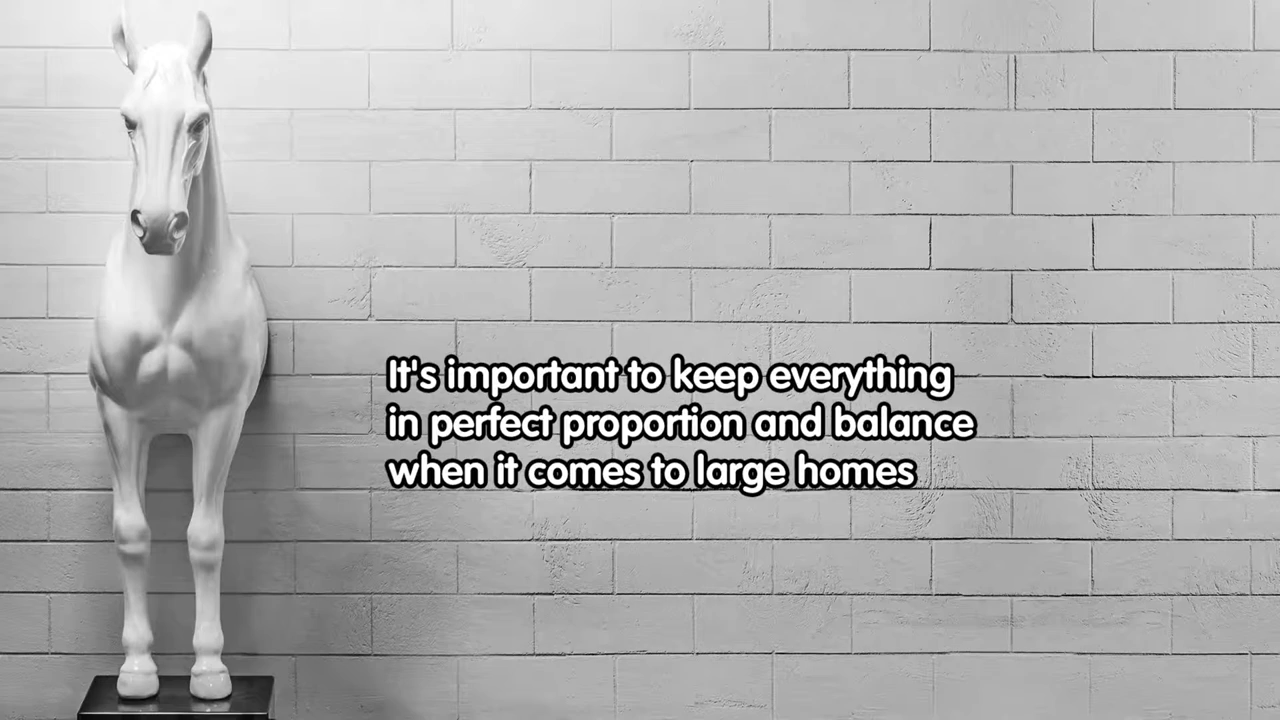 It's important to keep everything
in perfect proportion and balance
when it comes to large homes